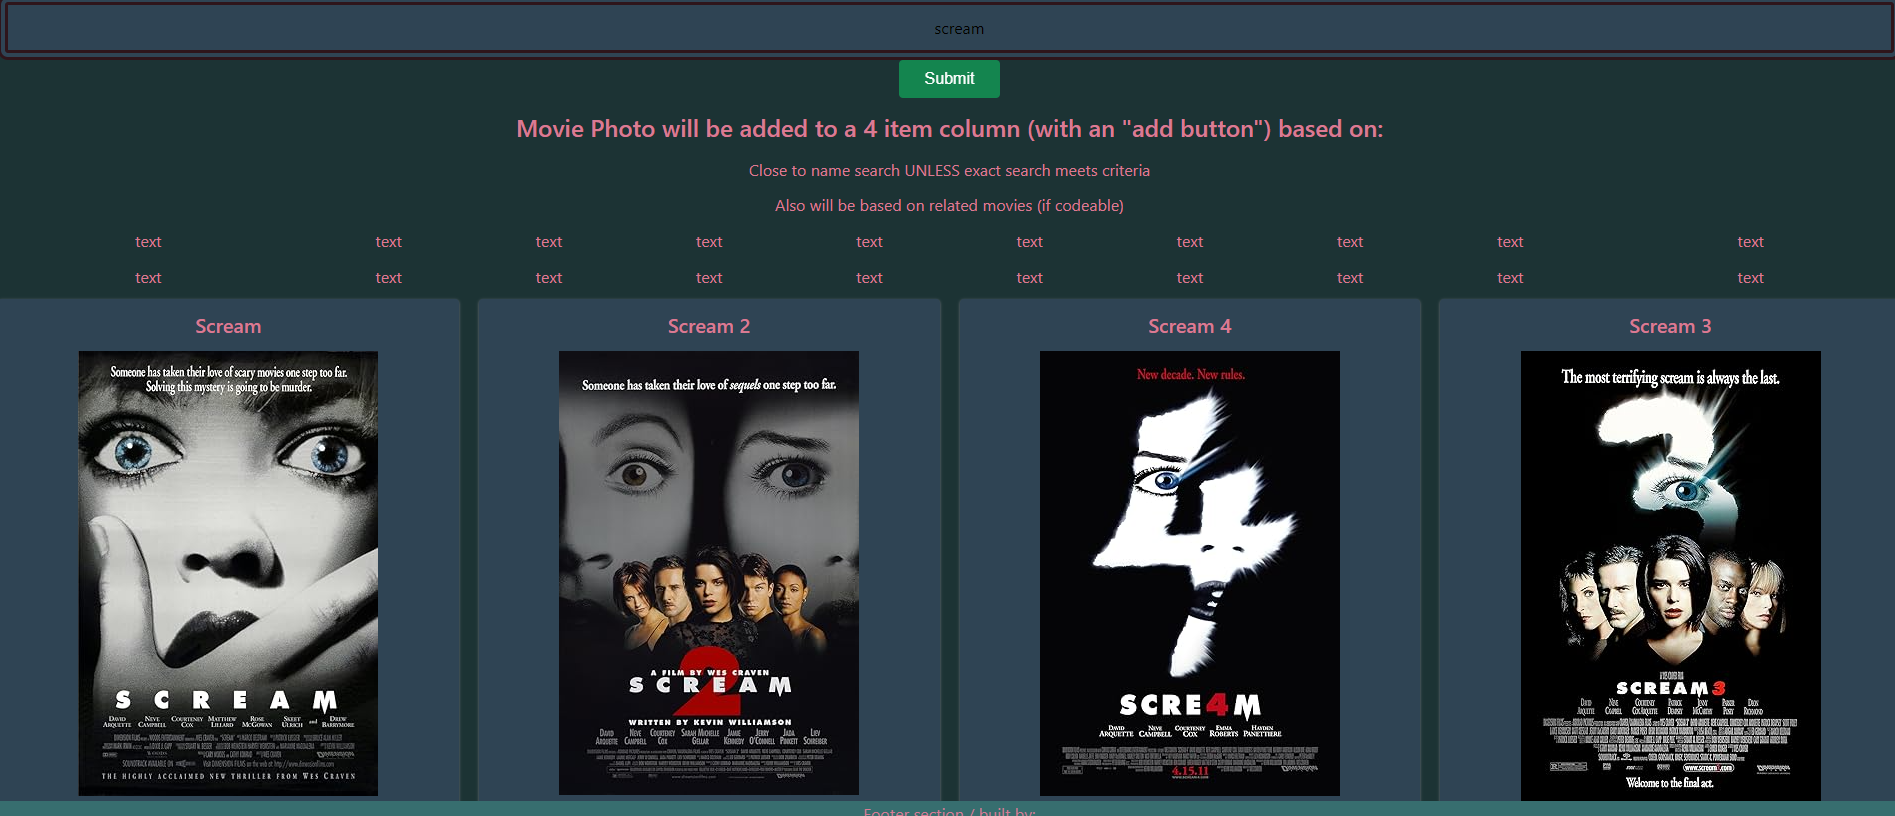 scream
Submit
Movie Photo will be added to a 4 item column (with an "add button") based on:
Close to name search UNLESS exact search meets criteria
Also will be based on related movies (if codeable)
text text text text text text text text text text
text text text text text text text text text text
Scream
Someone has taken their love of scary movies one step too far.
Solving this mystery is going to be murder.
SCREAM
DAVID ARQUETTE NEVE CAMPBELL COURTENEY COX MATTHEW LILLARD ROSE MCGOWAN SKEET ULRICH and DREW BARRYMORE
THE HIGHLY ACCLAIMED NEW THRILLER FROM WES CRAVEN
Scream 2
Someone has taken their love of sequels one step too far.
A FILM BY WES CRAVEN
SCREAM
2
WRITTEN BY KEVIN WILLIAMSON
DAVID ARQUETTE NEVE CAMPBELL COURTENEY COX SARAH MICHELLE GELLAR JAMIE KENNEDY JERRY O'CONNELL JADA PINKETT LIEV SCHREIBER
Scream 4
New decade. New rules.
SCRE4M
DAVID ARQUETTE NEVE CAMPBELL COURTENEY COX EMMA ROBERTS HAYDEN PANETTIERE
4.15.11
Scream 3
The most terrifying scream is always the last.
SCREAM 3
DAVID ARQUETTE NEVE CAMPBELL COURTENEY COX ARQUETTE PATRICK DEMPSEY JENNY MCCARTHY PARKER POSEY DEON RICHMOND
Welcome to the final act.
Footer section / built by: